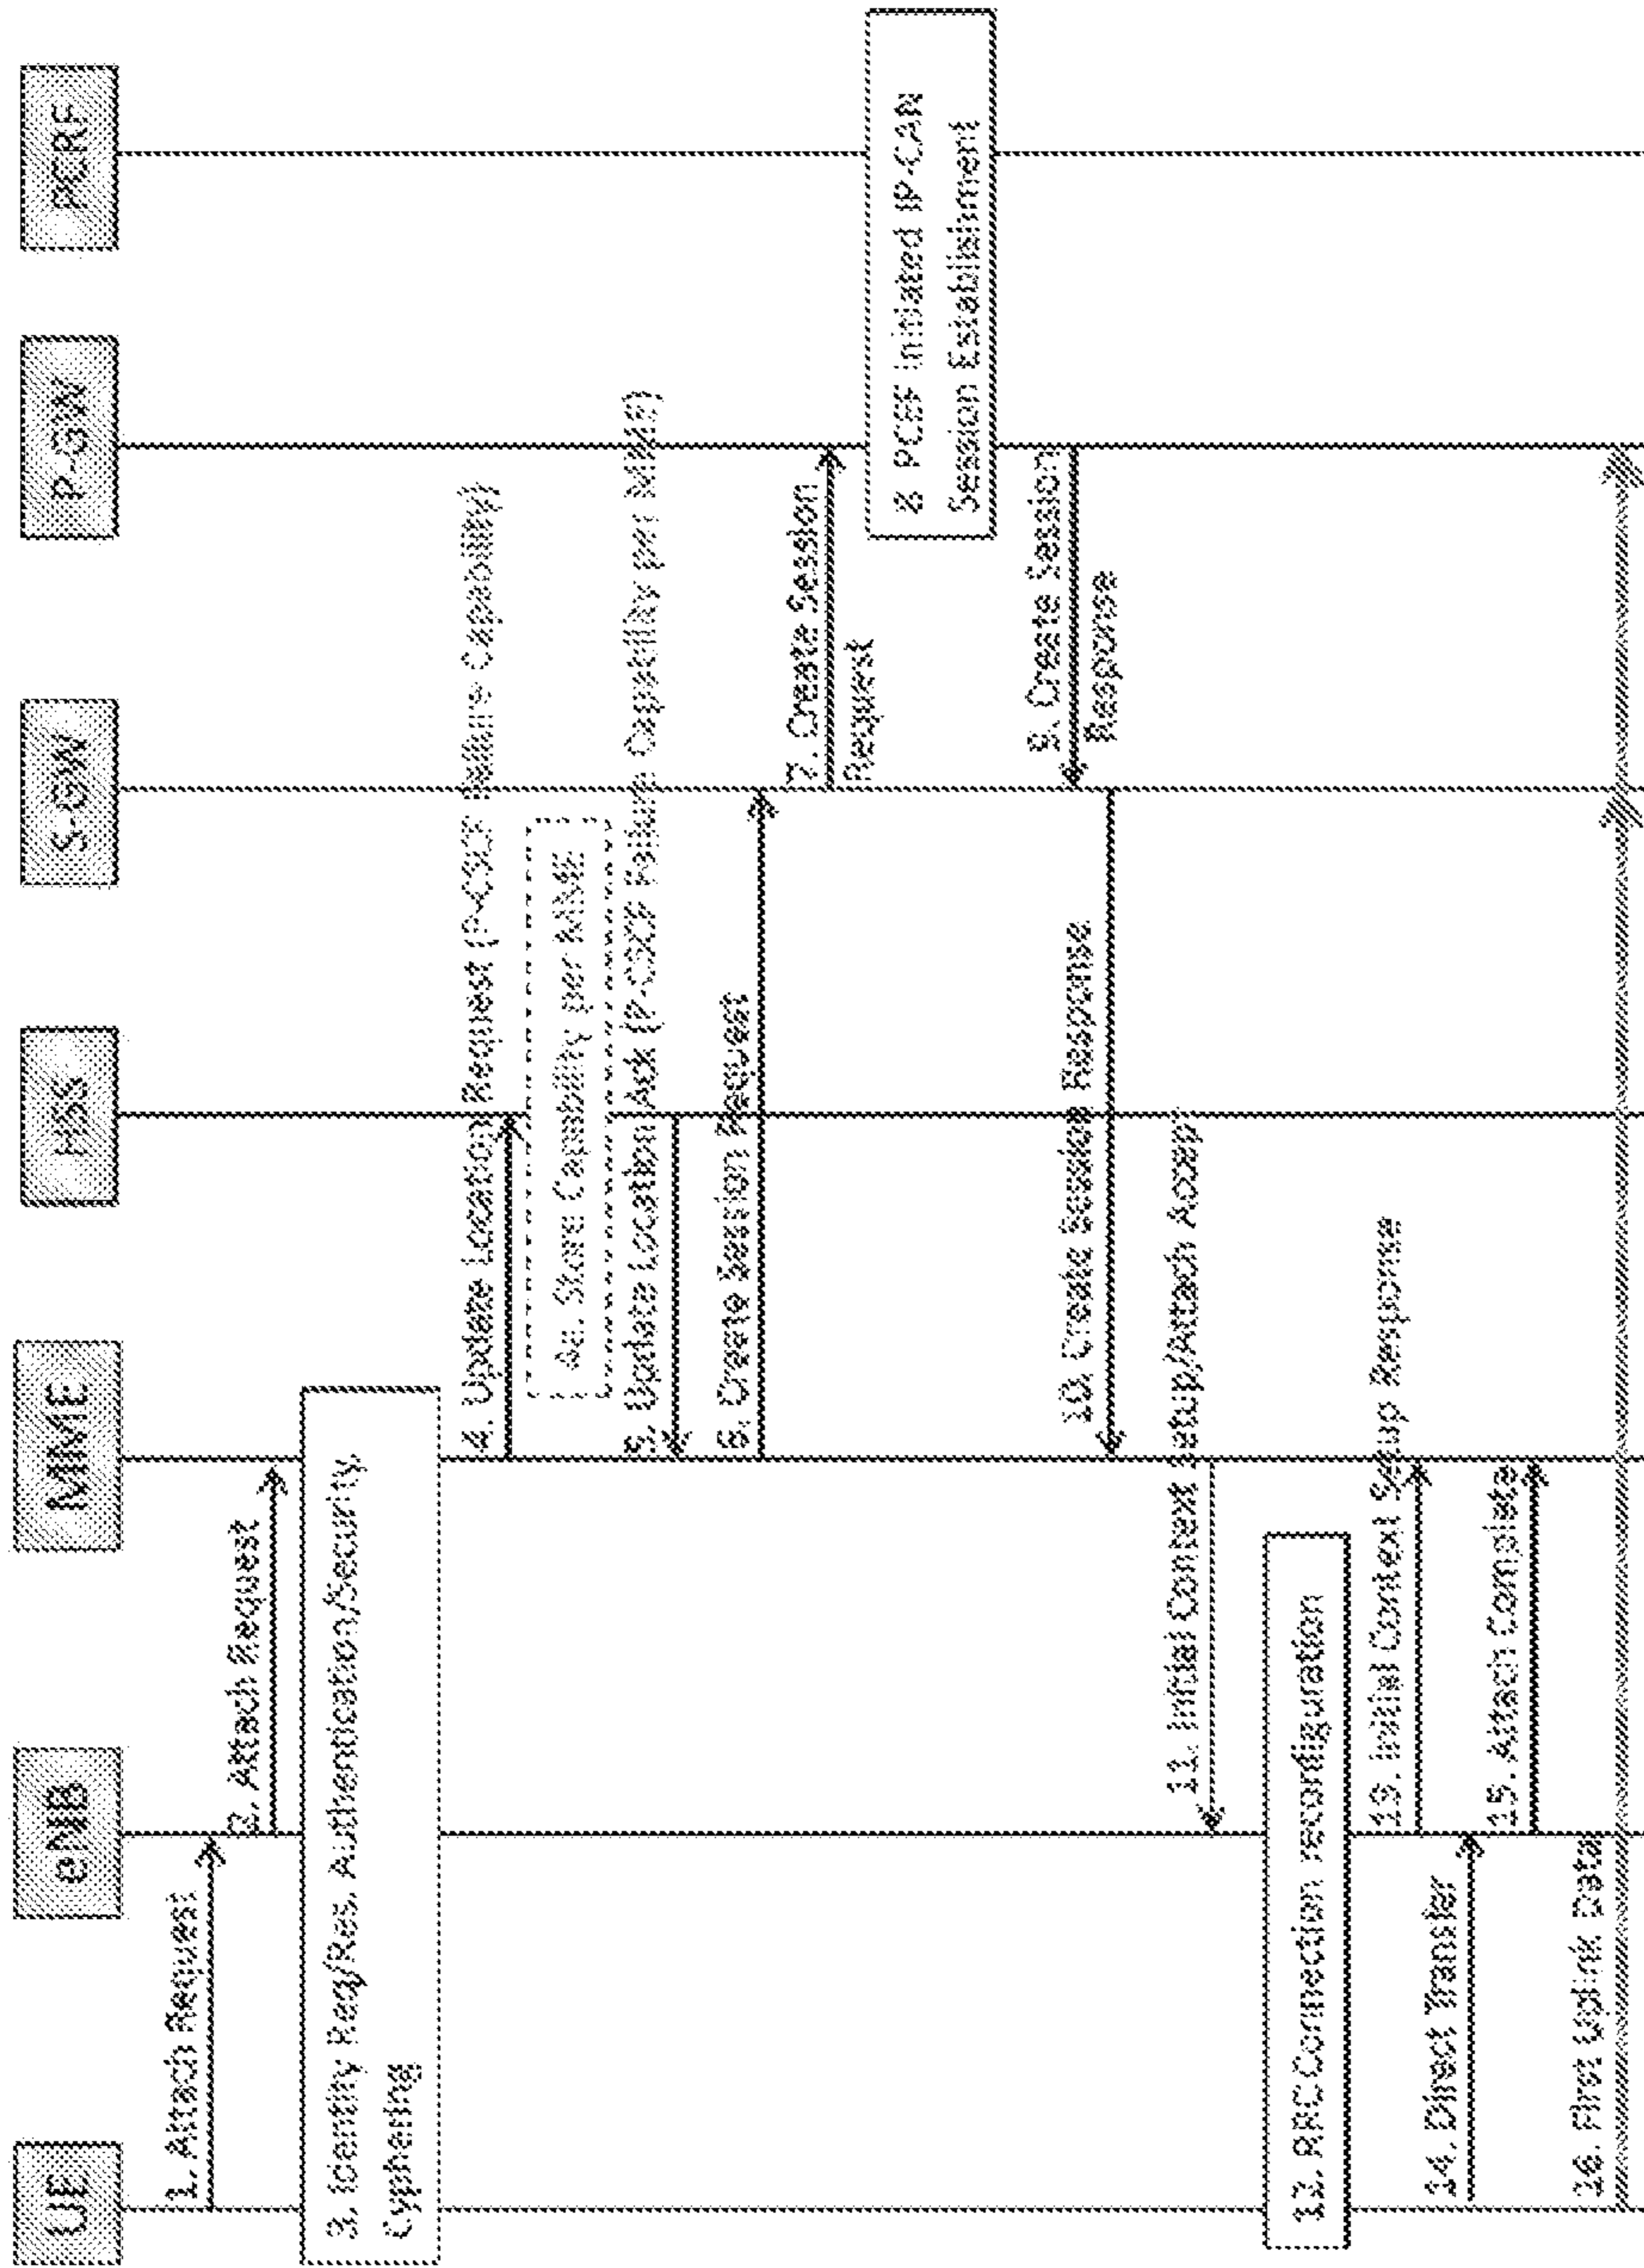 UE
eNB
MME
HSS
S-GW
P-GW
PCRF
1. Attach Request
2. Attach Request
3. Identity Req/Res, Authentication/Security,
Cyphering
4. Update Location Request (P-CSCF Failure Capability)
4a. Store Capability per MME
5. Update Location Ack (P-CSCF Failure Capability per MME)
6. Create Session Request
7. Create Session
Request
8 PCEF Initiated IP-CAN
Session Establishment
9. Create Session
Response
10. Create Session Response
11. Initial Context Setup/Attach Accept
12. RRC Connection reconfiguration
13. Initial Context Setup Response
14. Direct Transfer
15. Attach Complete
16. First Uplink Data